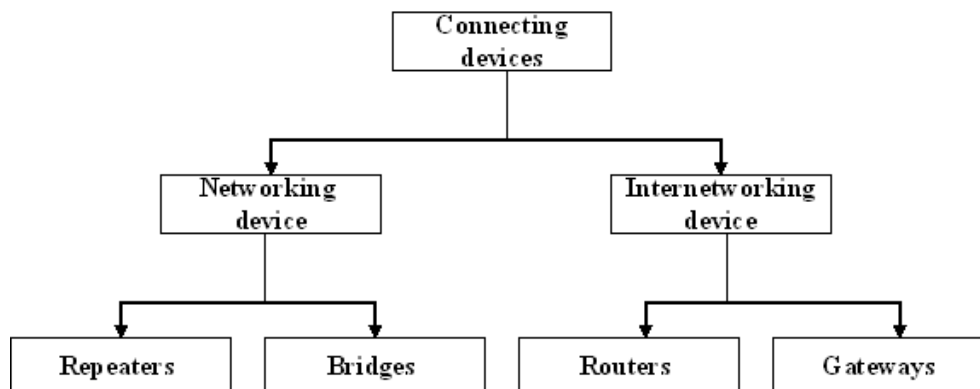 Connecting
devices
Networking
device
Internetworking
device
Repeaters
Bridges
Routers
Gateways